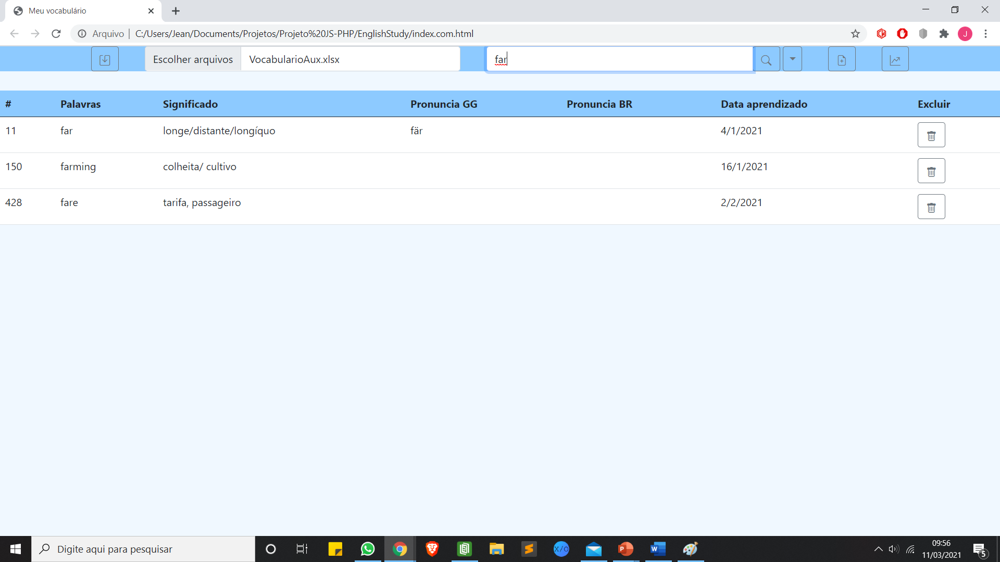 Meu vocabulário
Arquivo | C:/Users/Jean/Documents/Projetos/Projeto%20JS-PHP/EnglishStudy/index.com.html
J
Escolher arquivos VocabularioAux.xlsx far
# Palavras Significado Pronuncia GG Pronuncia BR Data aprendizado Excluir
11 far longe/distante/longíquo fär 4/1/2021
150 farming colheita/ cultivo 16/1/2021
428 fare tarifa, passageiro 2/2/2021
Digite aqui para pesquisar
X/O
P
W
09:56
11/03/2021
5